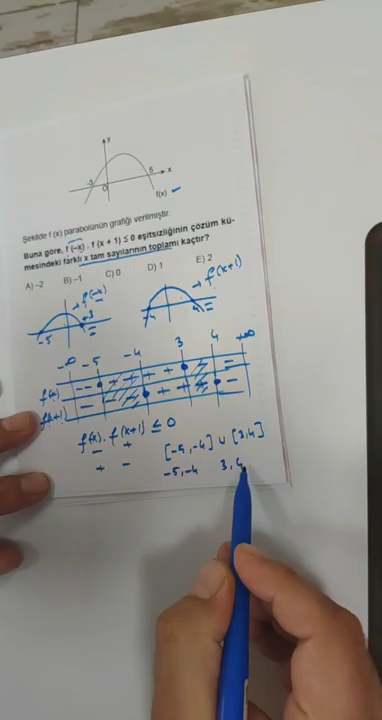 y
-3 0 5 x
f(x)
Şekilde f (x) parabolünün grafiği verilmiştir.
Buna göre, f (–x) . f (x + 1) ≤ 0 eşitsizliğinin çözüm kü-
mesindeki farklı x tam sayılarının toplamı kaçtır?
A) –2 B) –1 C) 0 D) 1 E) 2
→ f(-x) → f(x+1)
-5 3 -4 4
-∞ -5 -4 3 4 +∞
f(-x) - - + + + + - - - -
f(x+1) - - - - + + + + - -
f(x) . f(x+1) ≤ 0
- + [-5, -4] ∪ [3,4]
+ - -5, -4 3, 4